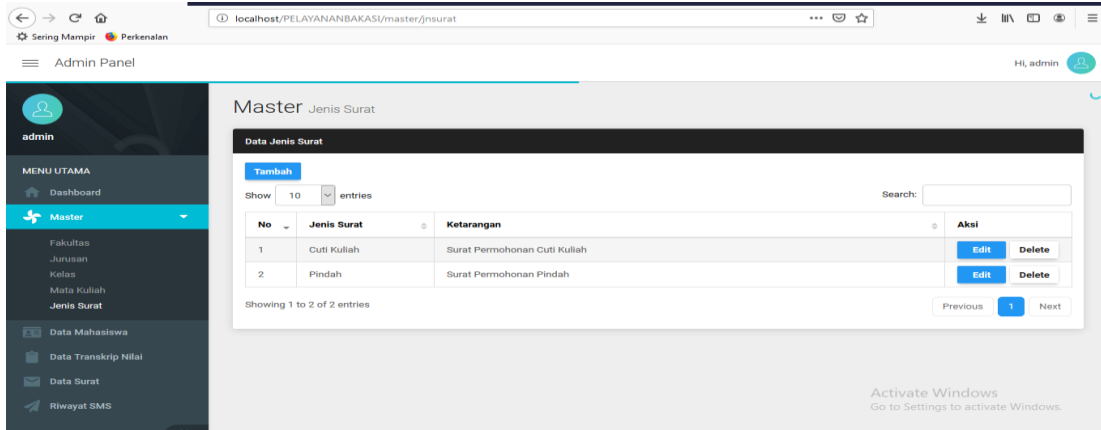 localhost/PELAYANANBAKASI/master/jnsurat
Sering Mampir Perkenalan
Admin Panel
Hi, admin
admin
MENU UTAMA
Dashboard
Master
Fakultas
Jurusan
Kelas
Mata Kuliah
Jenis Surat
Data Mahasiswa
Data Transkrip Nilai
Data Surat
Riwayat SMS
Master Jenis Surat
Data Jenis Surat
Tambah
Show 10 entries
Search:
No Jenis Surat Ketarangan Aksi
1 Cuti Kuliah Surat Permohonan Cuti Kuliah Edit Delete
2 Pindah Surat Permohonan Pindah Edit Delete
Showing 1 to 2 of 2 entries
Previous 1 Next
Activate Windows
Go to Settings to activate Windows.